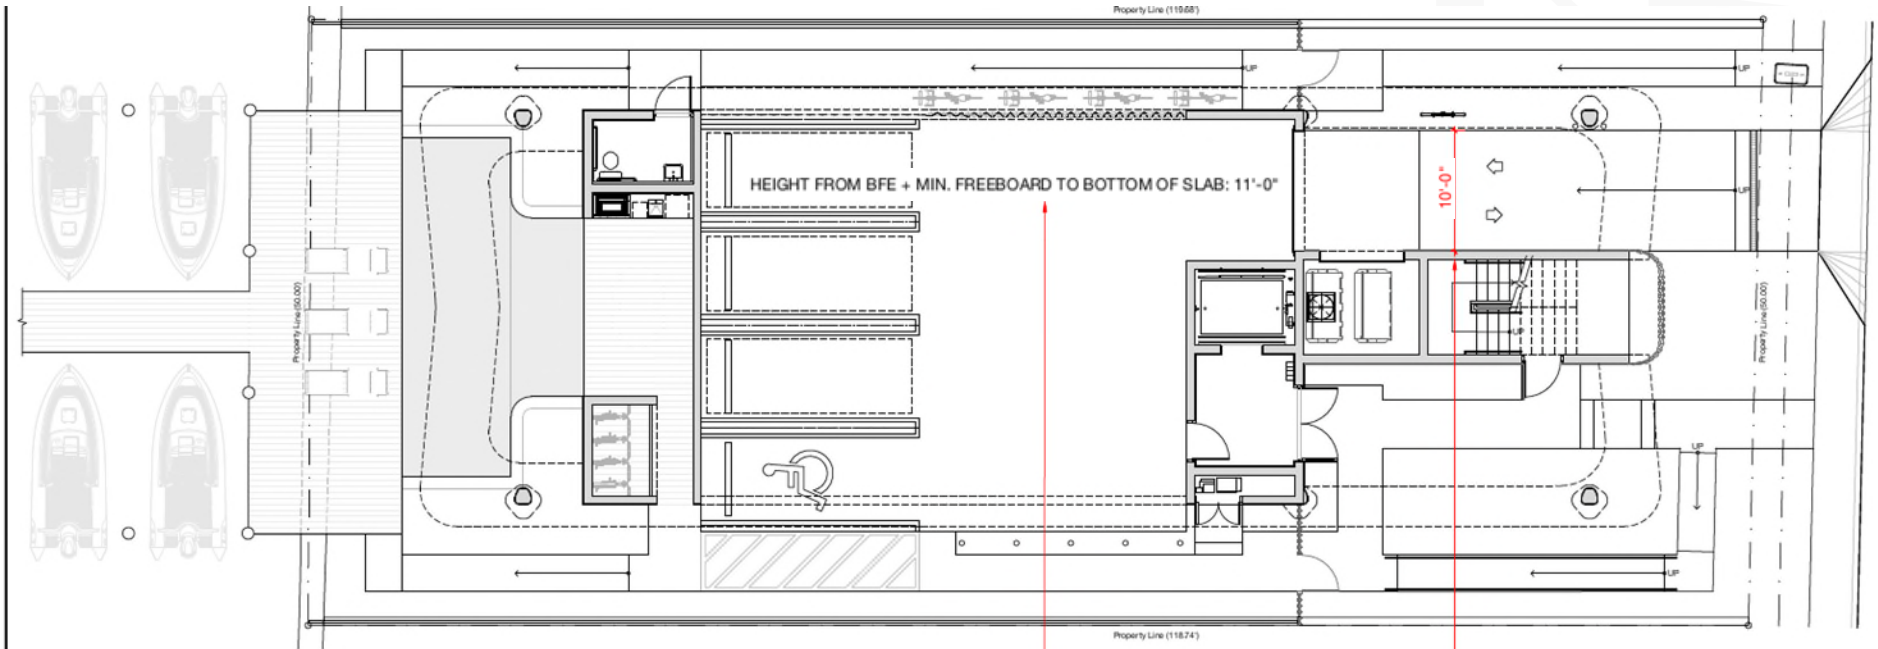 Property Line (119.68')
UP
UP
UP
HEIGHT FROM BFE + MIN. FREEBOARD TO BOTTOM OF SLAB: 11'-0"
10'-0"
UP
Property Line (50.00')
Property Line (50.00')
UP
UP
UP
Property Line (118.74')